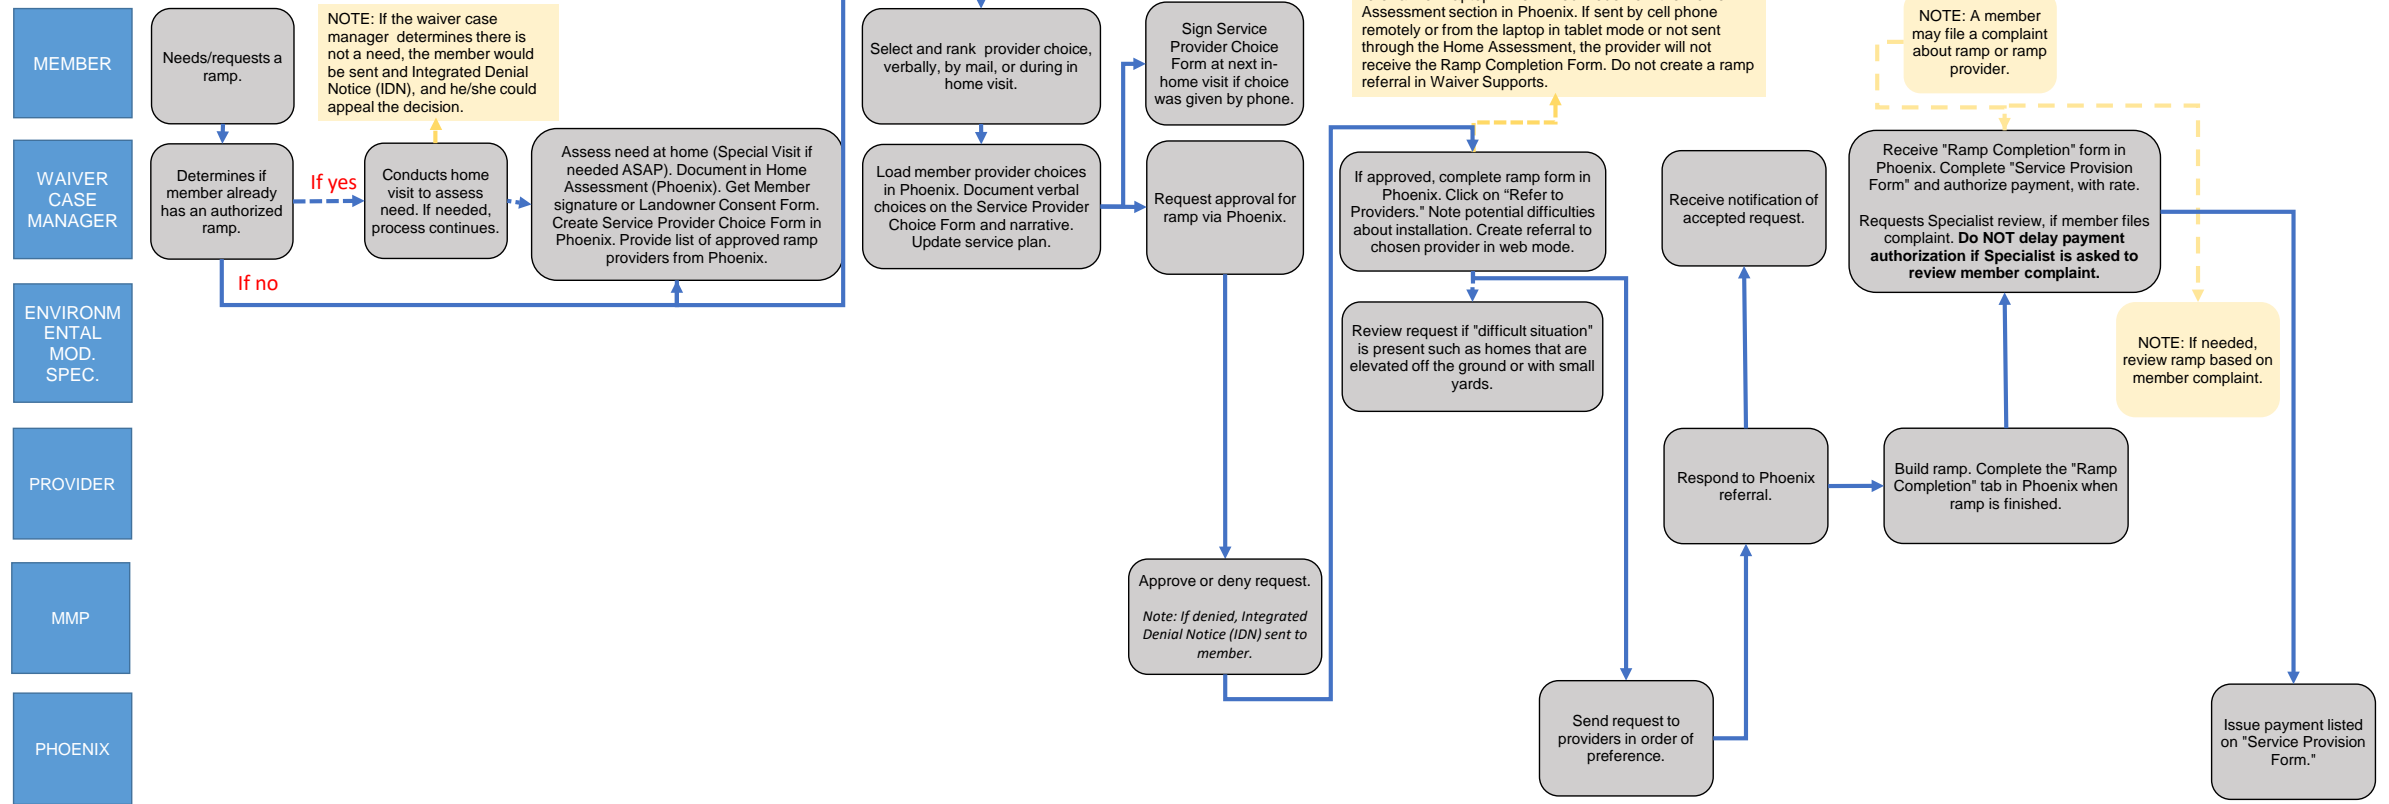 MEMBER
Needs/requests a
ramp.
NOTE: If the waiver case
manager determines there is
not a need, the member would
be sent and Integrated Denial
Notice (IDN), and he/she could
appeal the decision.
Select and rank provider choice,
verbally, by mail, or during in
home visit.
Sign Service
Provider Choice
Form at next in-
home visit if choice
was given by phone.
Assessment section in Phoenix. If sent by cell phone
remotely or from the laptop in tablet mode or not sent
through the Home Assessment, the provider will not
receive the Ramp Completion Form. Do not create a ramp
referral in Waiver Supports.
NOTE: A member
may file a complaint
about ramp or ramp
provider.
WAIVER
CASE
MANAGER
Determines if
member already
has an authorized
ramp.
If yes
If no
Conducts home
visit to assess
need. If needed,
process continues.
Assess need at home (Special Visit if
needed ASAP). Document in Home
Assessment (Phoenix). Get Member
signature or Landowner Consent Form.
Create Service Provider Choice Form in
Phoenix. Provide list of approved ramp
providers from Phoenix.
Load member provider choices
in Phoenix. Document verbal
choices on the Service Provider
Choice Form and narrative.
Update service plan.
Request approval for
ramp via Phoenix.
If approved, complete ramp form in
Phoenix. Click on “Refer to
Providers.” Note potential difficulties
about installation. Create referral to
chosen provider in web mode.
Receive notification of
accepted request.
Receive "Ramp Completion" form in
Phoenix. Complete "Service Provision
Form" and authorize payment, with rate.
Requests Specialist review, if member files
complaint. Do NOT delay payment
authorization if Specialist is asked to
review member complaint.
ENVIRONM
ENTAL
MOD.
SPEC.
Review request if "difficult situation"
is present such as homes that are
elevated off the ground or with small
yards.
NOTE: If needed,
review ramp based on
member complaint.
PROVIDER
Respond to Phoenix
referral.
Build ramp. Complete the "Ramp
Completion" tab in Phoenix when
ramp is finished.
MMP
Approve or deny request.
Note: If denied, Integrated
Denial Notice (IDN) sent to
member.
PHOENIX
Send request to
providers in order of
preference.
Issue payment listed
on "Service Provision
Form."